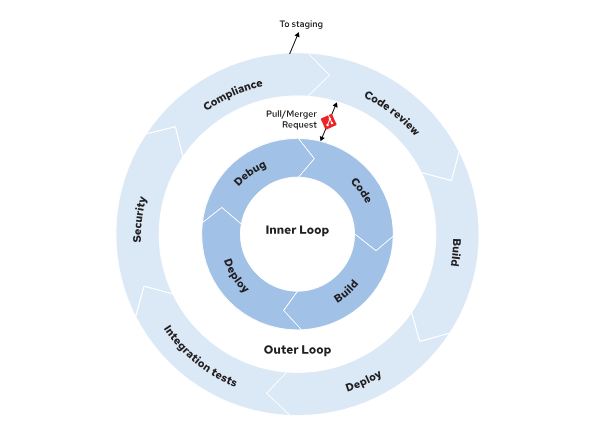 To staging
Compliance
Code review
Pull/Merger
Request
Debug
Code
Security
Inner Loop
Build
Deploy
Build
Outer Loop
Integration tests
Deploy